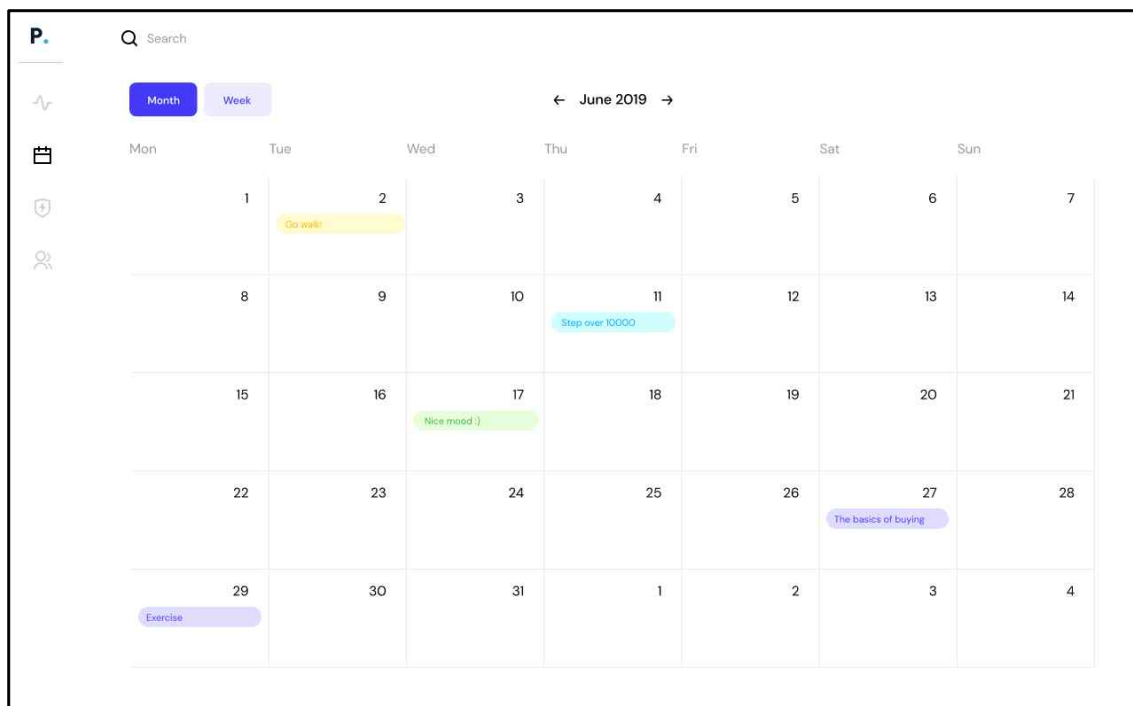 P.
Search
Month Week ← June 2019 →
Mon Tue Wed Thu Fri Sat Sun
1 2 3 4 5 6 7
Go walk!
8 9 10 11 12 13 14
Step over 10000
15 16 17 18 19 20 21
Nice mood :)
22 23 24 25 26 27 28
The basics of buying
29 30 31 1 2 3 4
Exercise